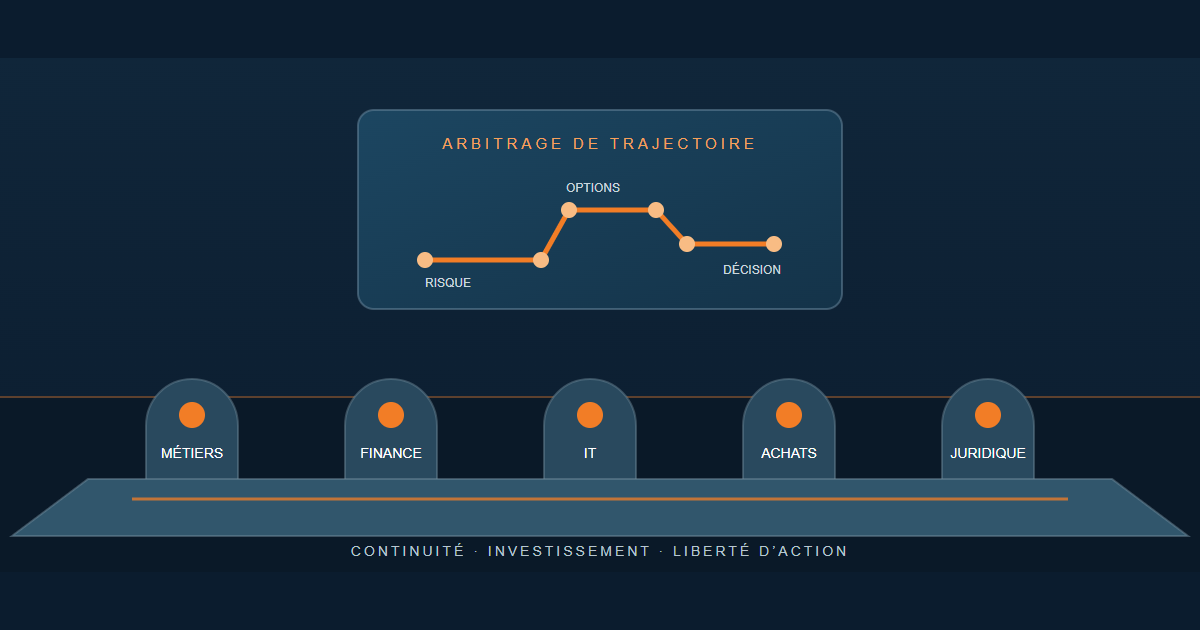 ARBITRAGE DE TRAJECTOIRE
OPTIONS
RISQUE
DÉCISION
MÉTIERS
FINANCE
IT
ACHATS
JURIDIQUE
CONTINUITÉ · INVESTISSEMENT · LIBERTÉ D’ACTION